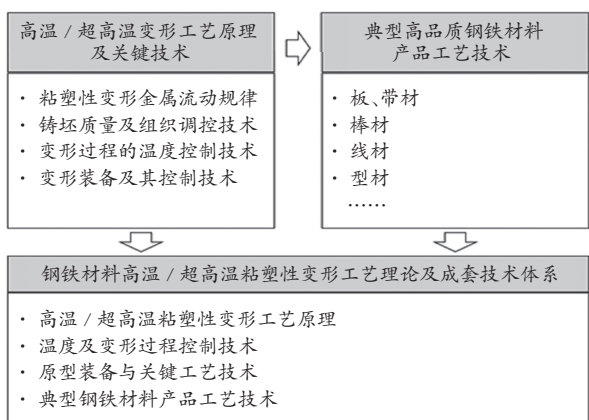 高温 / 超高温变形工艺原理
及关键技术
· 粘塑性变形金属流动规律
· 铸坯质量及组织调控技术
· 变形过程的温度控制技术
· 变形装备及其控制技术
典型高品质钢铁材料
产品工艺技术
· 板、带材
· 棒材
· 线材
· 型材
……
钢铁材料高温 / 超高温粘塑性变形工艺理论及成套技术体系
· 高温 / 超高温粘塑性变形工艺原理
· 温度及变形过程控制技术
· 原型装备与关键工艺技术
· 典型钢铁材料产品工艺技术